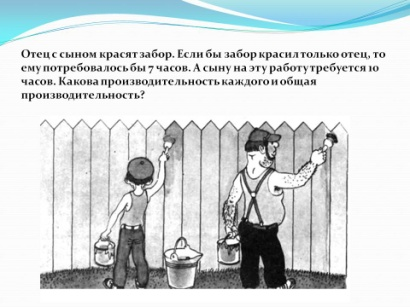 Отец с сыном красят забор. Если бы забор красил только отец, то
ему потребовалось бы 7 часов. А сыну на эту работу требуется 10
часов. Какова производительность каждого и общая
производительность?